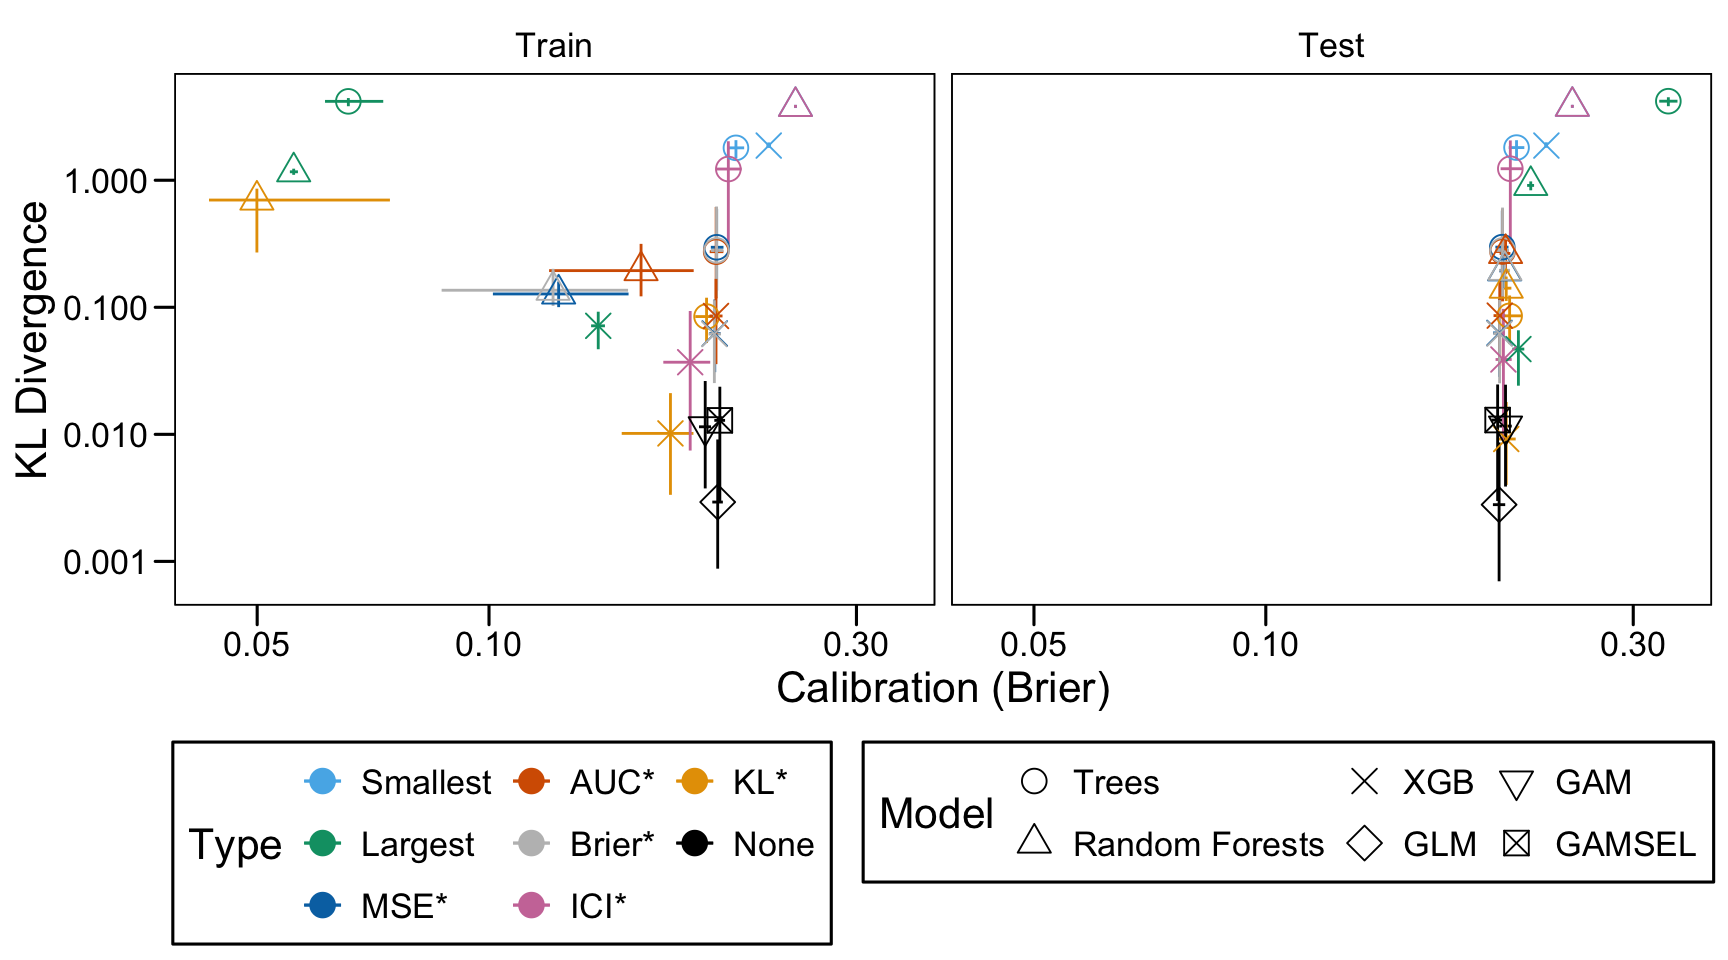 Train Test
KL Divergence
1.000
0.100
0.010
0.001
0.05 0.10 0.30 0.05 0.10 0.30
Calibration (Brier)
Type
Smallest AUC* KL*
Largest Brier* None
MSE* ICI*
Model
Trees XGB GAM
Random Forests GLM GAMSEL